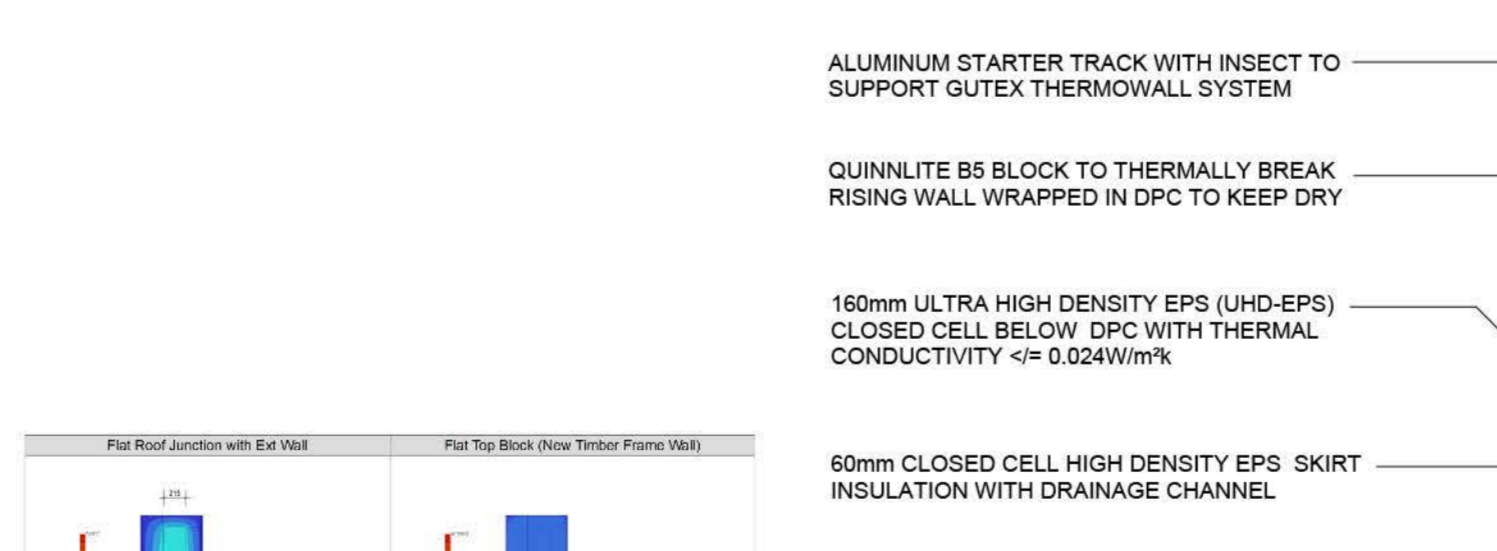 ALUMINUM STARTER TRACK WITH INSECT TO
SUPPORT GUTEX THERMOWALL SYSTEM
QUINNLITE B5 BLOCK TO THERMALLY BREAK
RISING WALL WRAPPED IN DPC TO KEEP DRY
160mm ULTRA HIGH DENSITY EPS (UHD-EPS)
CLOSED CELL BELOW DPC WITH THERMAL
CONDUCTIVITY </= 0.024W/m²k
60mm CLOSED CELL HIGH DENSITY EPS SKIRT
INSULATION WITH DRAINAGE CHANNEL
Flat Roof Junction with Ext Wall
Flat Top Block (New Timber Frame Wall)
215